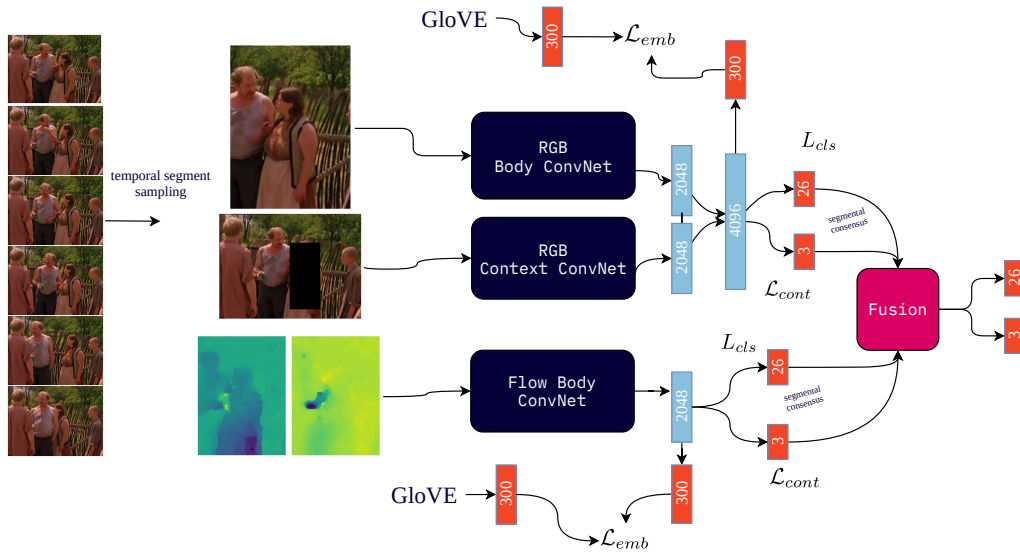 GloVE
300
ℒemb
300
temporal segment
sampling
RGB
Body ConvNet
2048
4096
Lcls
26
segmental
consensus
RGB
Context ConvNet
2048
3
ℒcont
Fusion
26
3
Flow Body
ConvNet
2048
Lcls
26
segmental
consensus
3
ℒcont
GloVE
300
300
ℒemb